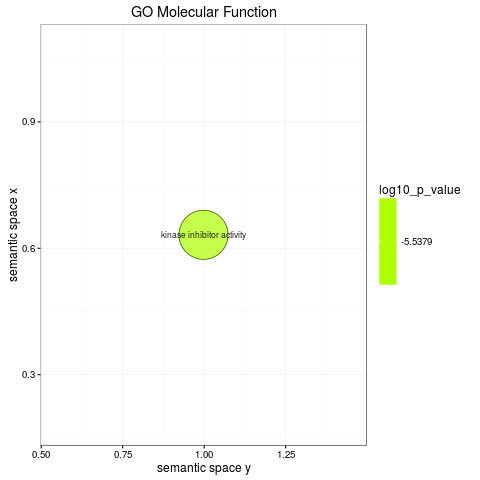 GO Molecular Function
semantic space x
0.9
0.6
0.3
kinase inhibitor activity
0.50
0.75
1.00
1.25
semantic space y
log10_p_value
-5.5379